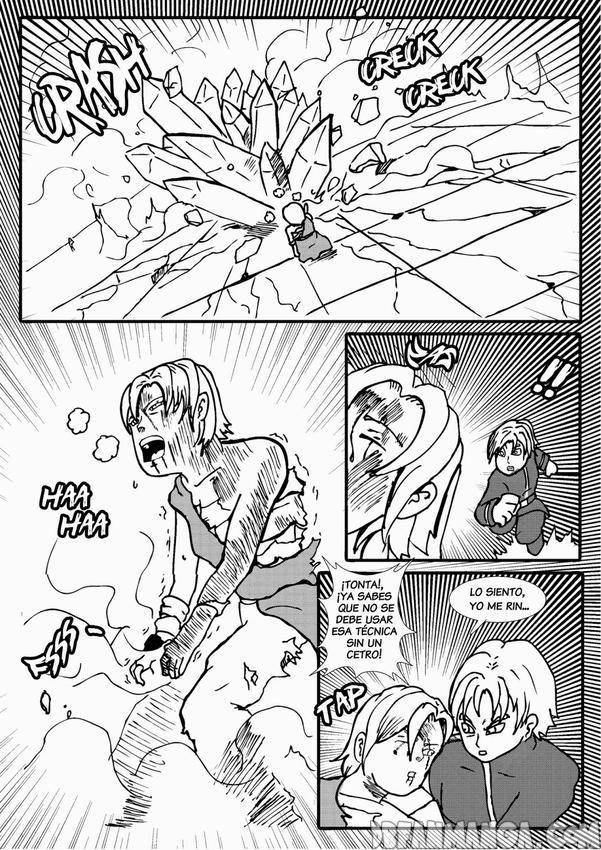 CRASH
CRECK
CRECK
HAA
HAA
FSSS
!!
¡TONTA!,
¡YA SABES
QUE NO SE
DEBE USAR
ESA TÉCNICA
SIN UN
CETRO!
LO SIENTO,
YO ME RIN...
TAP